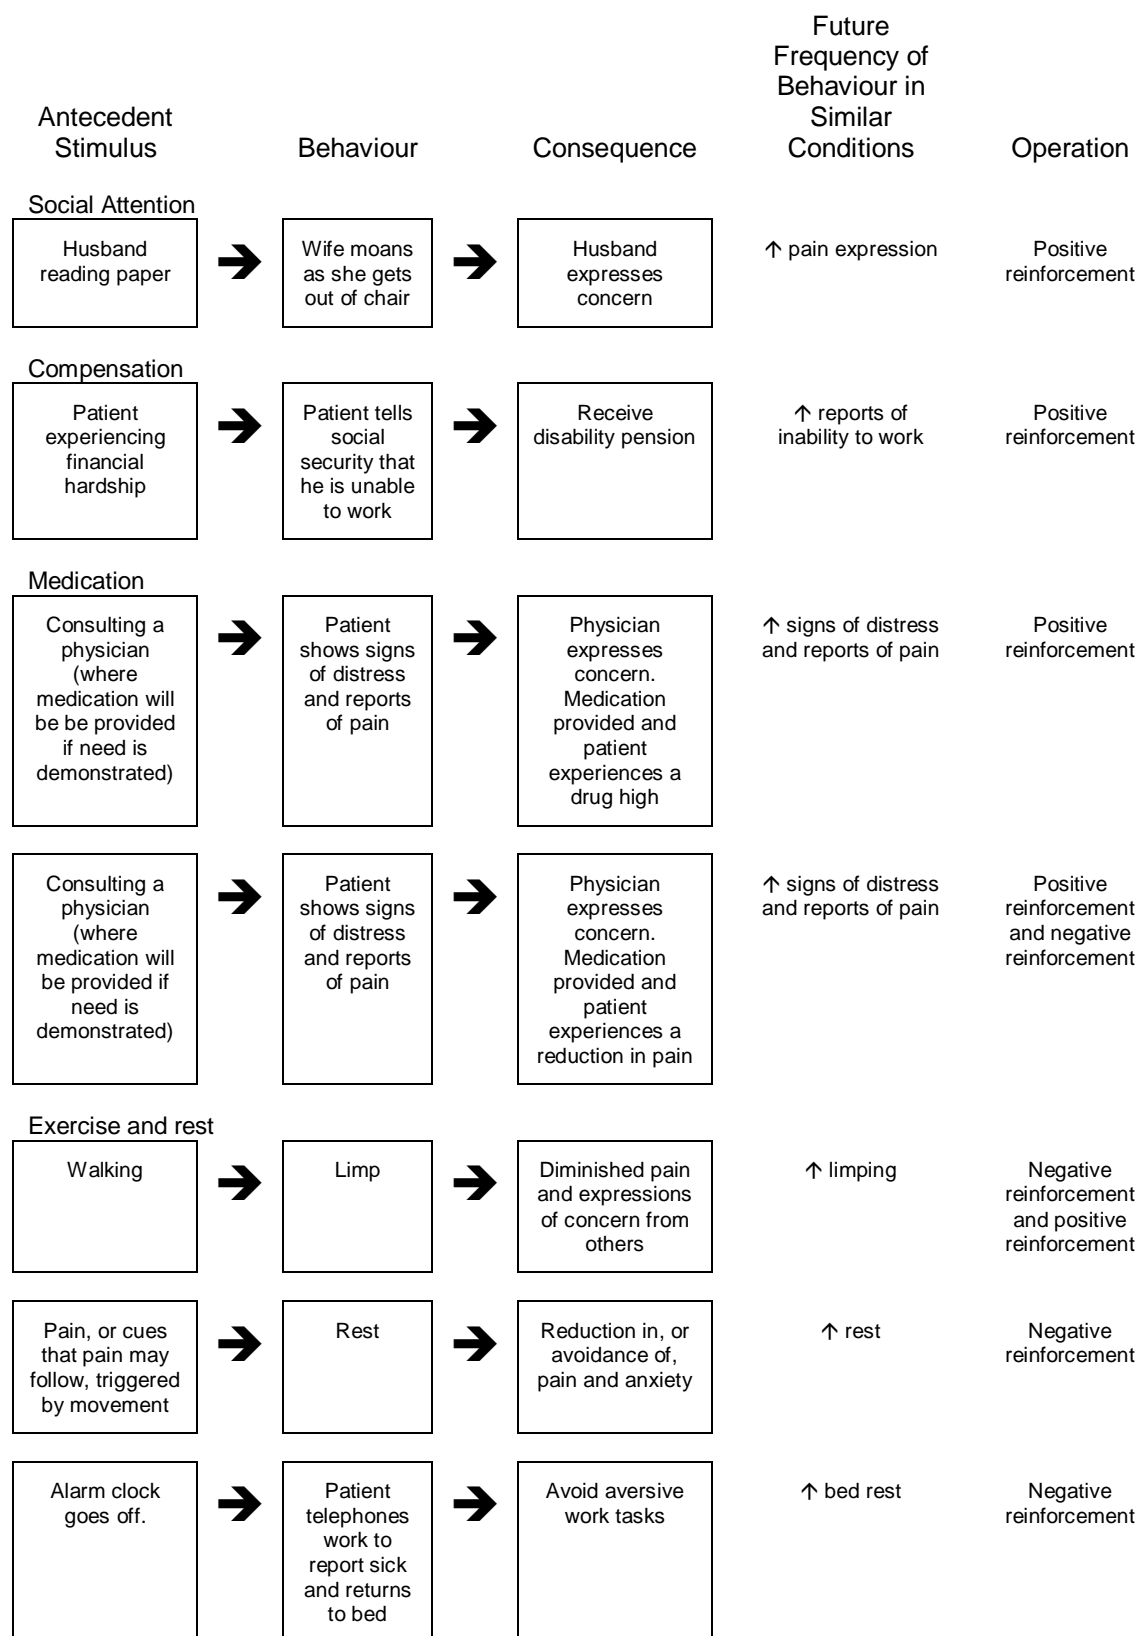 Antecedent
Stimulus
Behaviour
Consequence
Future
Frequency of
Behaviour in
Similar
Conditions
Operation
Social Attention
Husband
reading paper
➔
Wife moans
as she gets
out of chair
➔
Husband
expresses
concern
↑ pain expression
Positive
reinforcement
Compensation
Patient
experiencing
financial
hardship
➔
Patient tells
social
security that
he is unable
to work
➔
Receive
disability pension
↑ reports of
inability to work
Positive
reinforcement
Medication
Consulting a
physician
(where
medication will
be be provided
if need is
demonstrated)
➔
Patient
shows signs
of distress
and reports
of pain
➔
Physician
expresses
concern.
Medication
provided and
patient
experiences a
drug high
↑ signs of distress
and reports of pain
Positive
reinforcement
Consulting a
physician
(where
medication will
be provided if
need is
demonstrated)
➔
Patient
shows signs
of distress
and reports
of pain
➔
Physician
expresses
concern.
Medication
provided and
patient
experiences a
reduction in pain
↑ signs of distress
and reports of pain
Positive
reinforcement
and negative
reinforcement
Exercise and rest
Walking
➔
Limp
➔
Diminished pain
and expressions
of concern from
others
↑ limping
Negative
reinforcement
and positive
reinforcement
Pain, or cues
that pain may
follow, triggered
by movement
➔
Rest
➔
Reduction in, or
avoidance of,
pain and anxiety
↑ rest
Negative
reinforcement
Alarm clock
goes off.
➔
Patient
telephones
work to
report sick
and returns
to bed
➔
Avoid aversive
work tasks
↑ bed rest
Negative
reinforcement